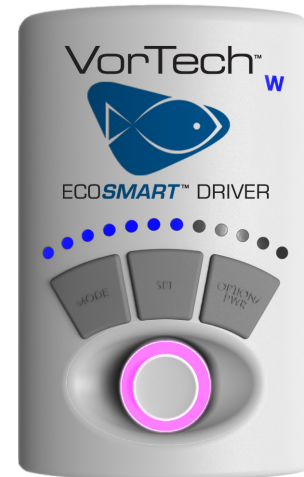 VorTech™
W
ECOSMART™ DRIVER
MODE
SET
OPTION/
PWR